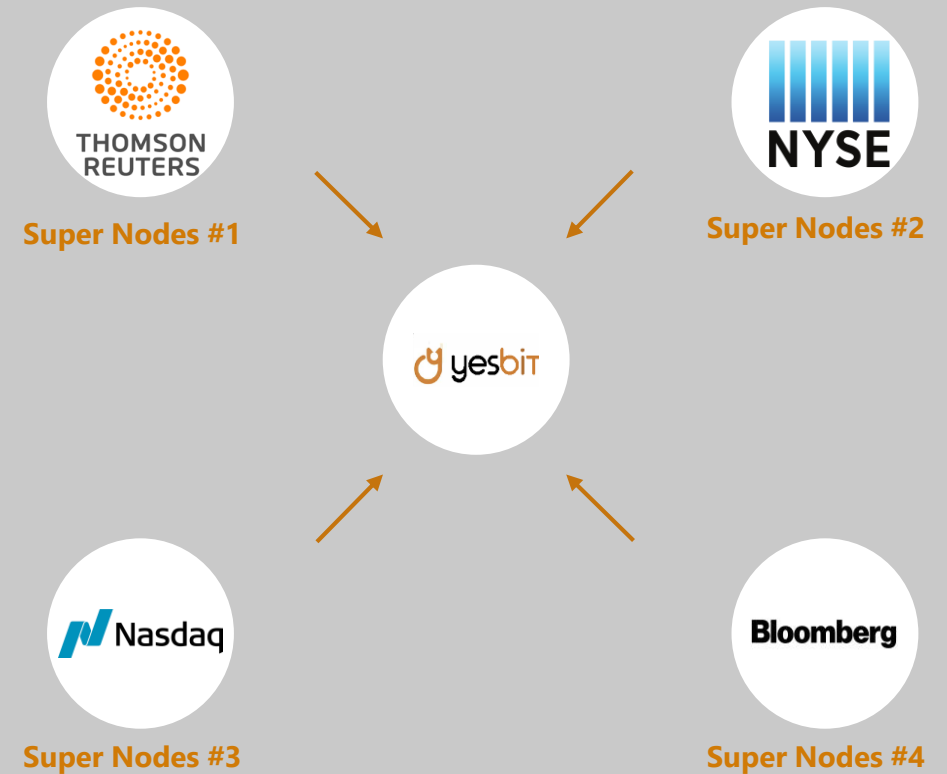 THOMSON
REUTERS
Super Nodes #1
NYSE
Super Nodes #2
yesbit
Nasdaq
Super Nodes #3
Bloomberg
Super Nodes #4